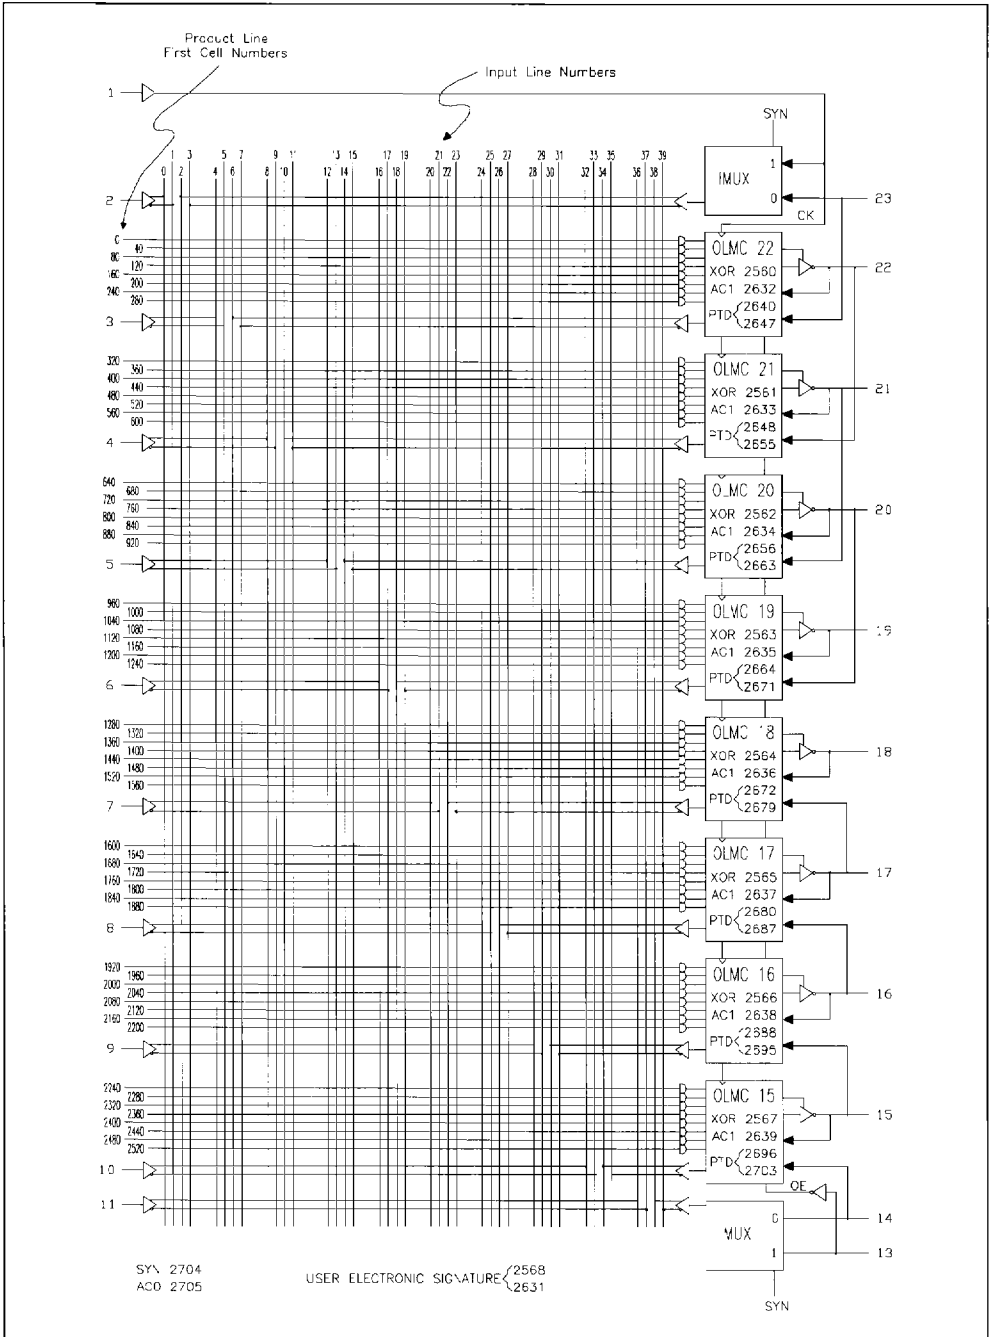 Product Line
First Cell Numbers
Input Line Numbers
1
SYN
1 3 5 7 9 11 13 15 17 19 21 23 25 27 29 31 33 35 37 39
0 2 4 6 8 10 12 14 16 18 20 22 24 26 28 30 32 34 36 38
IMUX
1
0
2
23
CK
0
40
80
120
160
200
240
280
OLMC 22
XOR 2560
AC1 2632
PTD 2640
2647
22
3
320
360
400
440
480
520
560
600
OLMC 21
XOR 2561
AC1 2633
PTD 2648
2655
21
4
640
680
720
760
800
840
880
920
OLMC 20
XOR 2562
AC1 2634
PTD 2656
2663
20
5
960
1000
1040
1080
1120
1160
1200
1240
OLMC 19
XOR 2563
AC1 2635
PTD 2664
2671
19
6
1280
1320
1360
1400
1440
1480
1520
1560
OLMC 18
XOR 2564
AC1 2636
PTD 2672
2679
18
7
1600
1640
1680
1720
1760
1800
1840
1880
OLMC 17
XOR 2565
AC1 2637
PTD 2680
2687
17
8
1920
1960
2000
2040
2080
2120
2160
2200
OLMC 16
XOR 2566
AC1 2638
PTD 2688
2695
16
9
2240
2280
2320
2360
2400
2440
2480
2520
OLMC 15
XOR 2567
AC1 2639
PTD 2696
2703
15
10
OE
11
MUX
0
1
14
13
SYN 2704
AC0 2705
USER ELECTRONIC SIGNATURE 2568
2631
SYN